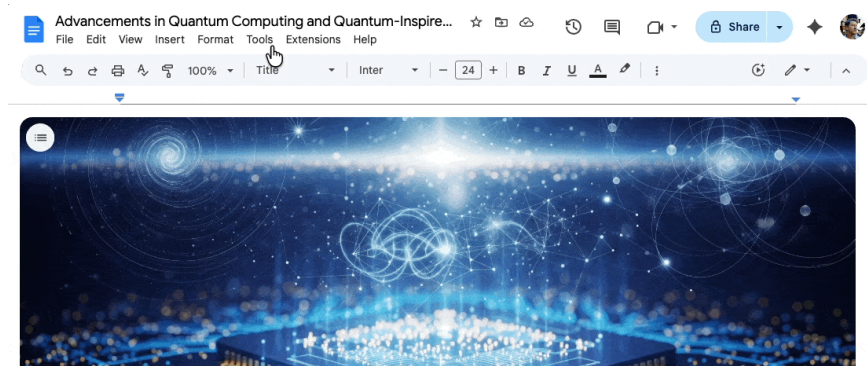 Advancements in Quantum Computing and Quantum-Inspire...
File Edit View Insert Format Tools Extensions Help
Share
100% Title Inter 24 B I U A